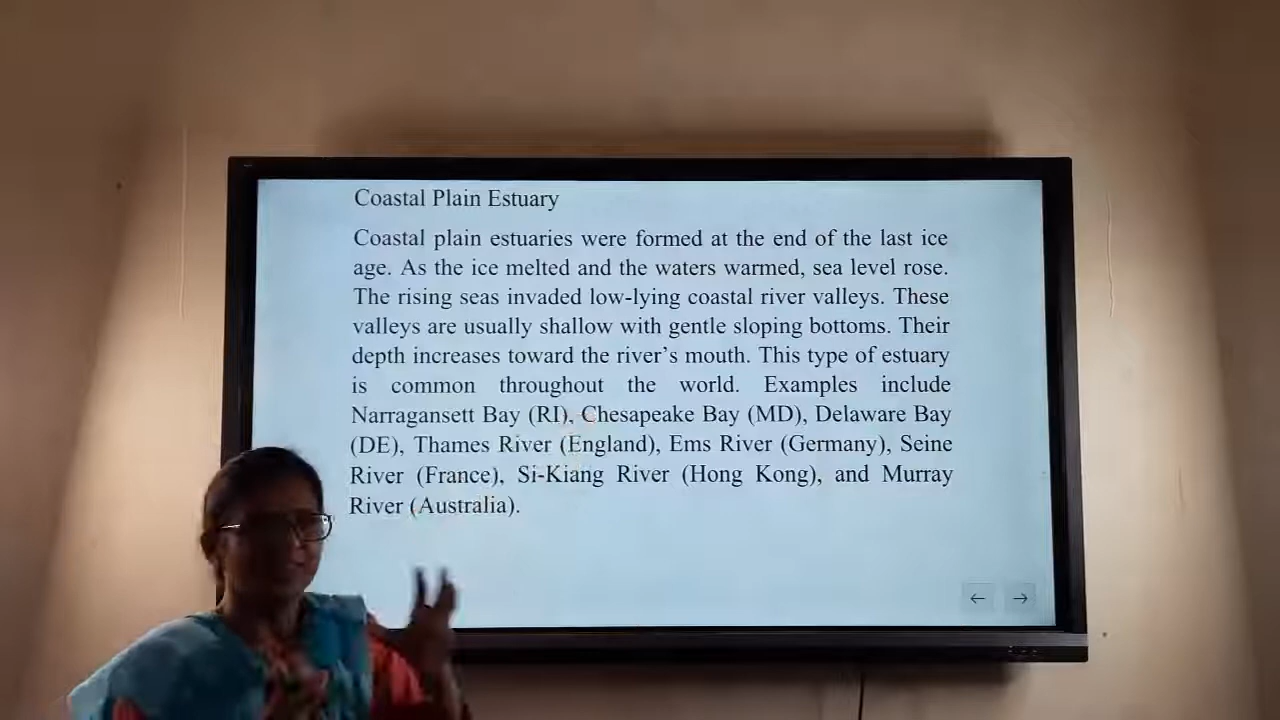 Coastal Plain Estuary
Coastal plain estuaries were formed at the end of the last ice
age. As the ice melted and the waters warmed, sea level rose.
The rising seas invaded low-lying coastal river valleys. These
valleys are usually shallow with gentle sloping bottoms. Their
depth increases toward the river's mouth. This type of estuary
is common throughout the world. Examples include
Narragansett Bay (RI), Chesapeake Bay (MD), Delaware Bay
(DE), Thames River (England), Ems River (Germany), Seine
River (France), Si-Kiang River (Hong Kong), and Murray
River (Australia).